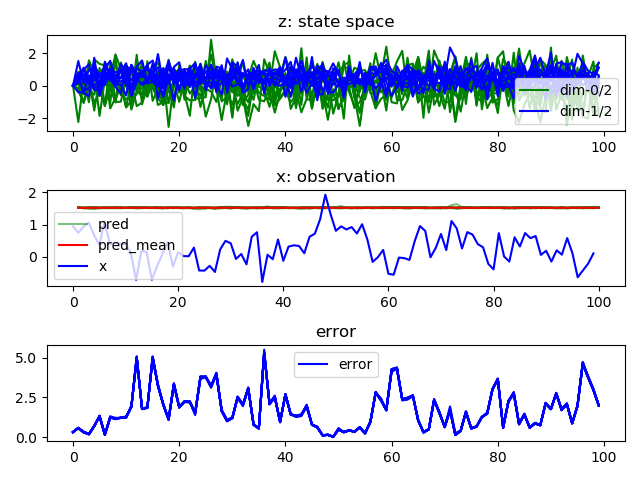 z: state space
2
0
−2
dim-0/2
dim-1/2
0 20 40 60 80 100
x: observation
2
1
0
pred
pred_mean
x
0 20 40 60 80 100
error
5.0
2.5
0.0
error
0 20 40 60 80 100